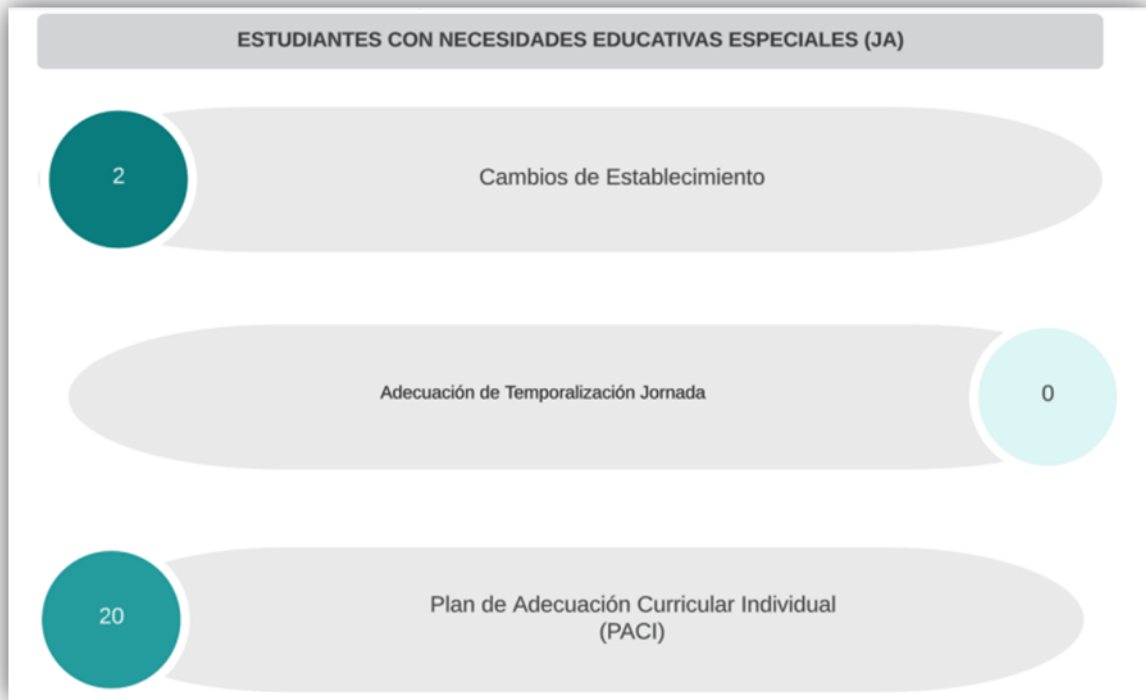 ESTUDIANTES CON NECESIDADES EDUCATIVAS ESPECIALES (JA)
2
Cambios de Establecimiento
Adecuación de Temporalización Jornada
0
20
Plan de Adecuación Curricular Individual
(PACI)